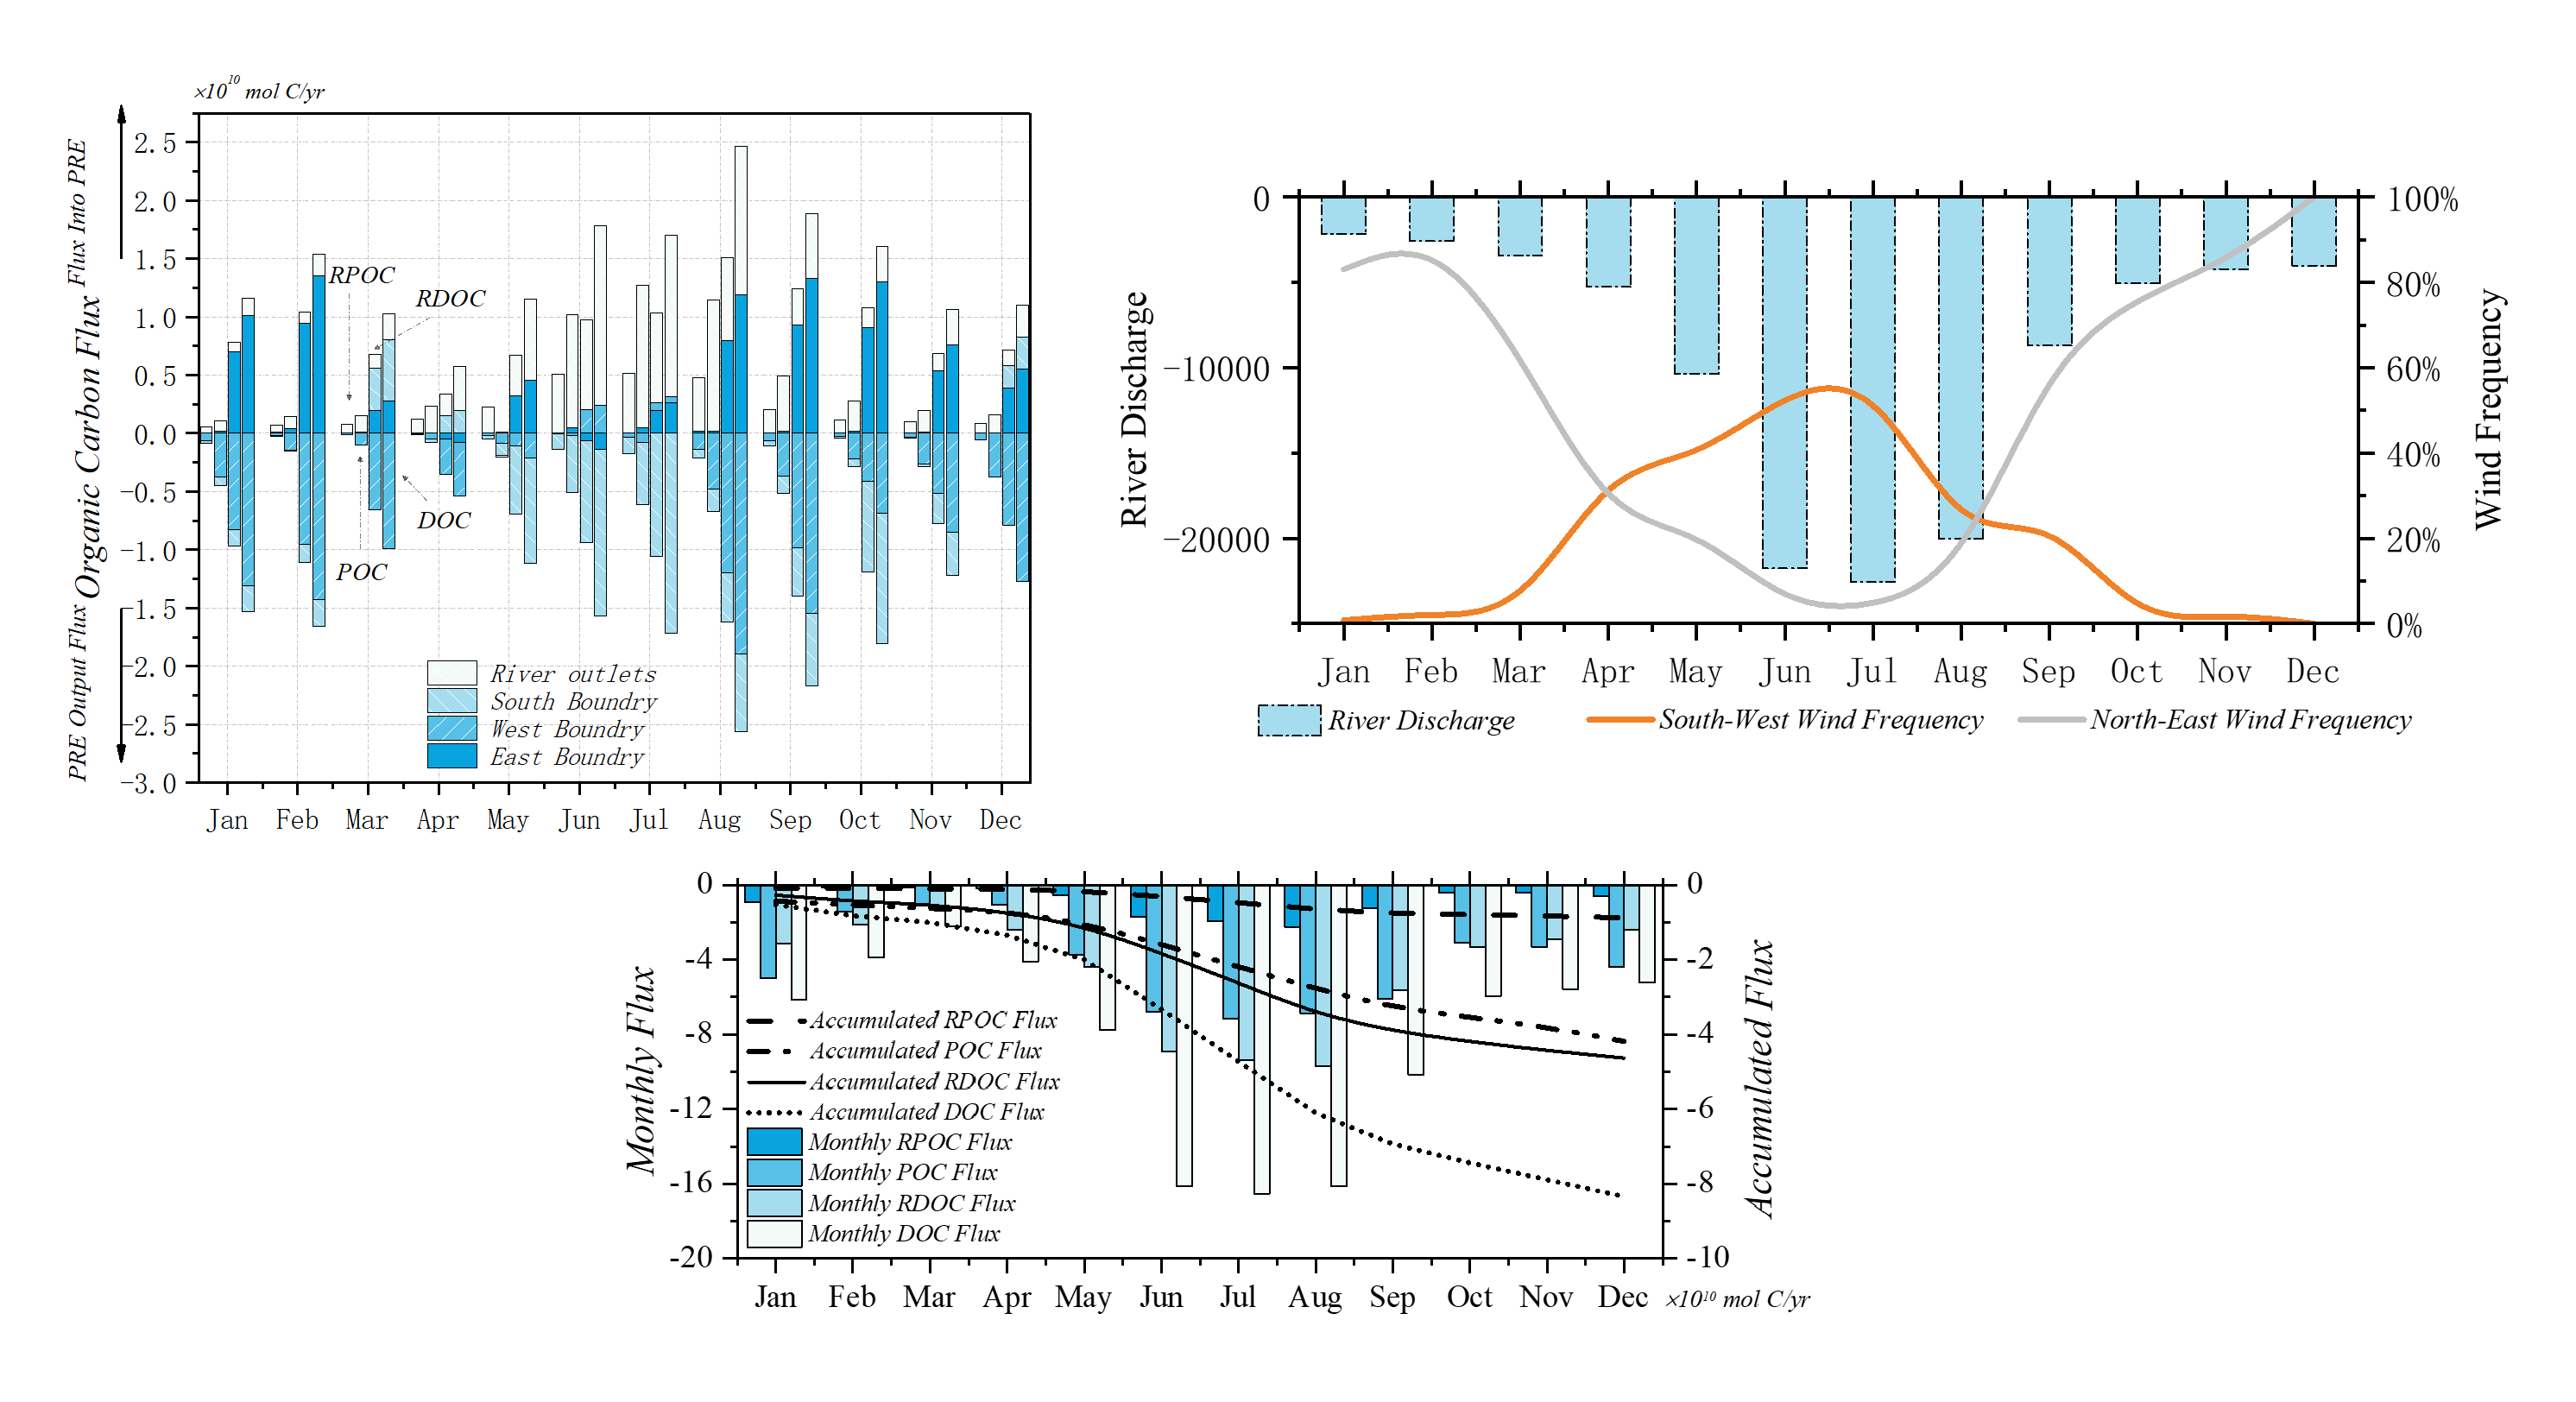 ×10^10 mol C/yr
PRE Output Flux Organic Carbon Flux Flux Into PRE
2.5
2.0
1.5
1.0
0.5
0.0
−0.5
−1.0
−1.5
−2.0
−2.5
−3.0
RPOC
RDOC
DOC
POC
River outlets
South Boundry
West Boundry
East Boundry
Jan Feb Mar Apr May Jun Jul Aug Sep Oct Nov Dec
River Discharge
0
−10000
−20000
100%
80%
60%
40%
20%
0%
Wind Frequency
Jan Feb Mar Apr May Jun Jul Aug Sep Oct Nov Dec
River Discharge South-West Wind Frequency North-East Wind Frequency
Monthly Flux
0
-4
-8
-12
-16
-20
Accumulated RPOC Flux
Accumulated POC Flux
Accumulated RDOC Flux
Accumulated DOC Flux
Monthly RPOC Flux
Monthly POC Flux
Monthly RDOC Flux
Monthly DOC Flux
0
-2
-4
-6
-8
-10
Accumulated Flux
Jan Feb Mar Apr May Jun Jul Aug Sep Oct Nov Dec ×10^10 mol C/yr